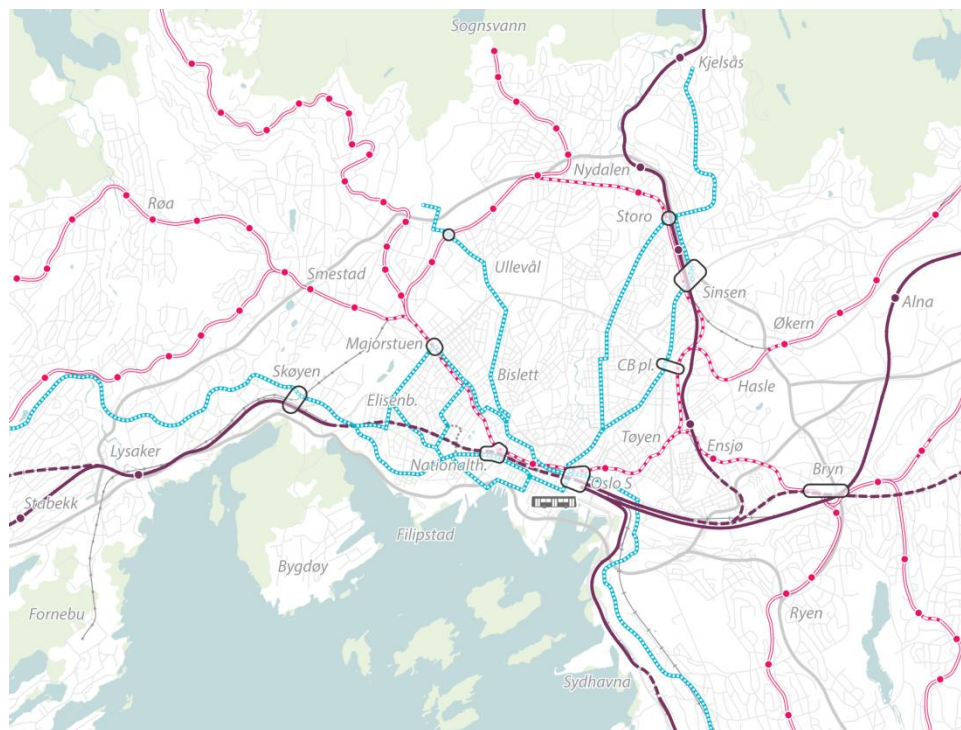 Sognsvann
Kjelsås
Nydalen
Røa
Storo
Ullevål
Smestad
Sinsen
Alna
Majorstuen
Økern
Skøyen
CB pl.
Bislett
Hasle
Elisenb.
Tøyen
Ensjø
Lysaker
Nationalth.
Bryn
Oslo S
Stabekk
Filipstad
Bygdøy
Fornebu
Ryen
Sydhavna